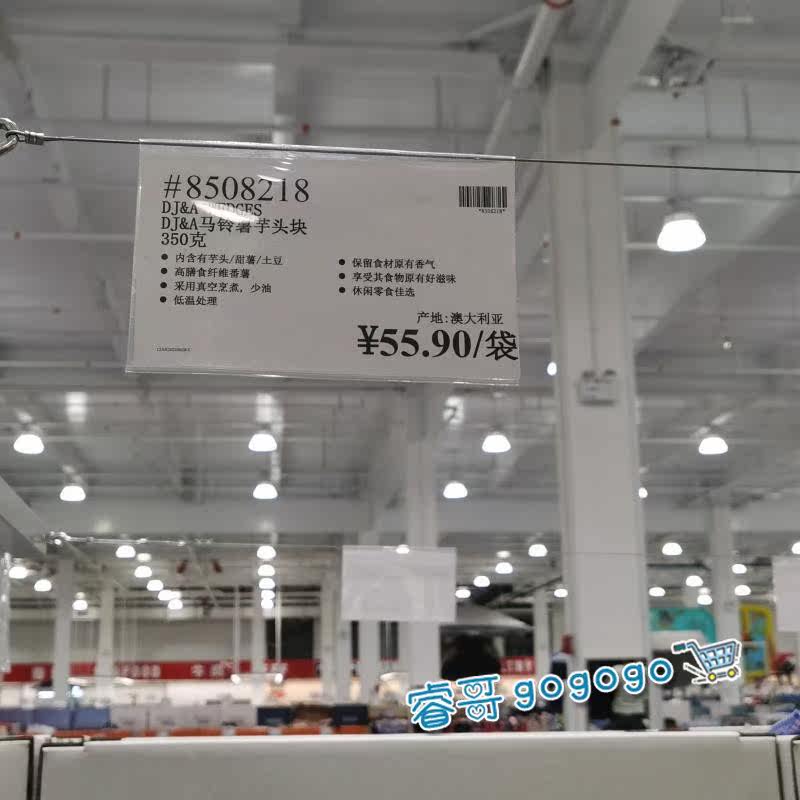 #8508218
DJ&A WEDGES
DJ&A马铃薯芋头块
350克
*8508218*
● 内含有芋头/甜薯/土豆
● 高膳食纤维番薯
● 采用真空烹煮，少油
● 低温处理
● 保留食材原有香气
● 享受其食物原有好滋味
● 休闲零食佳选
产地:澳大利亚
¥55.90/袋
睿哥gogogo